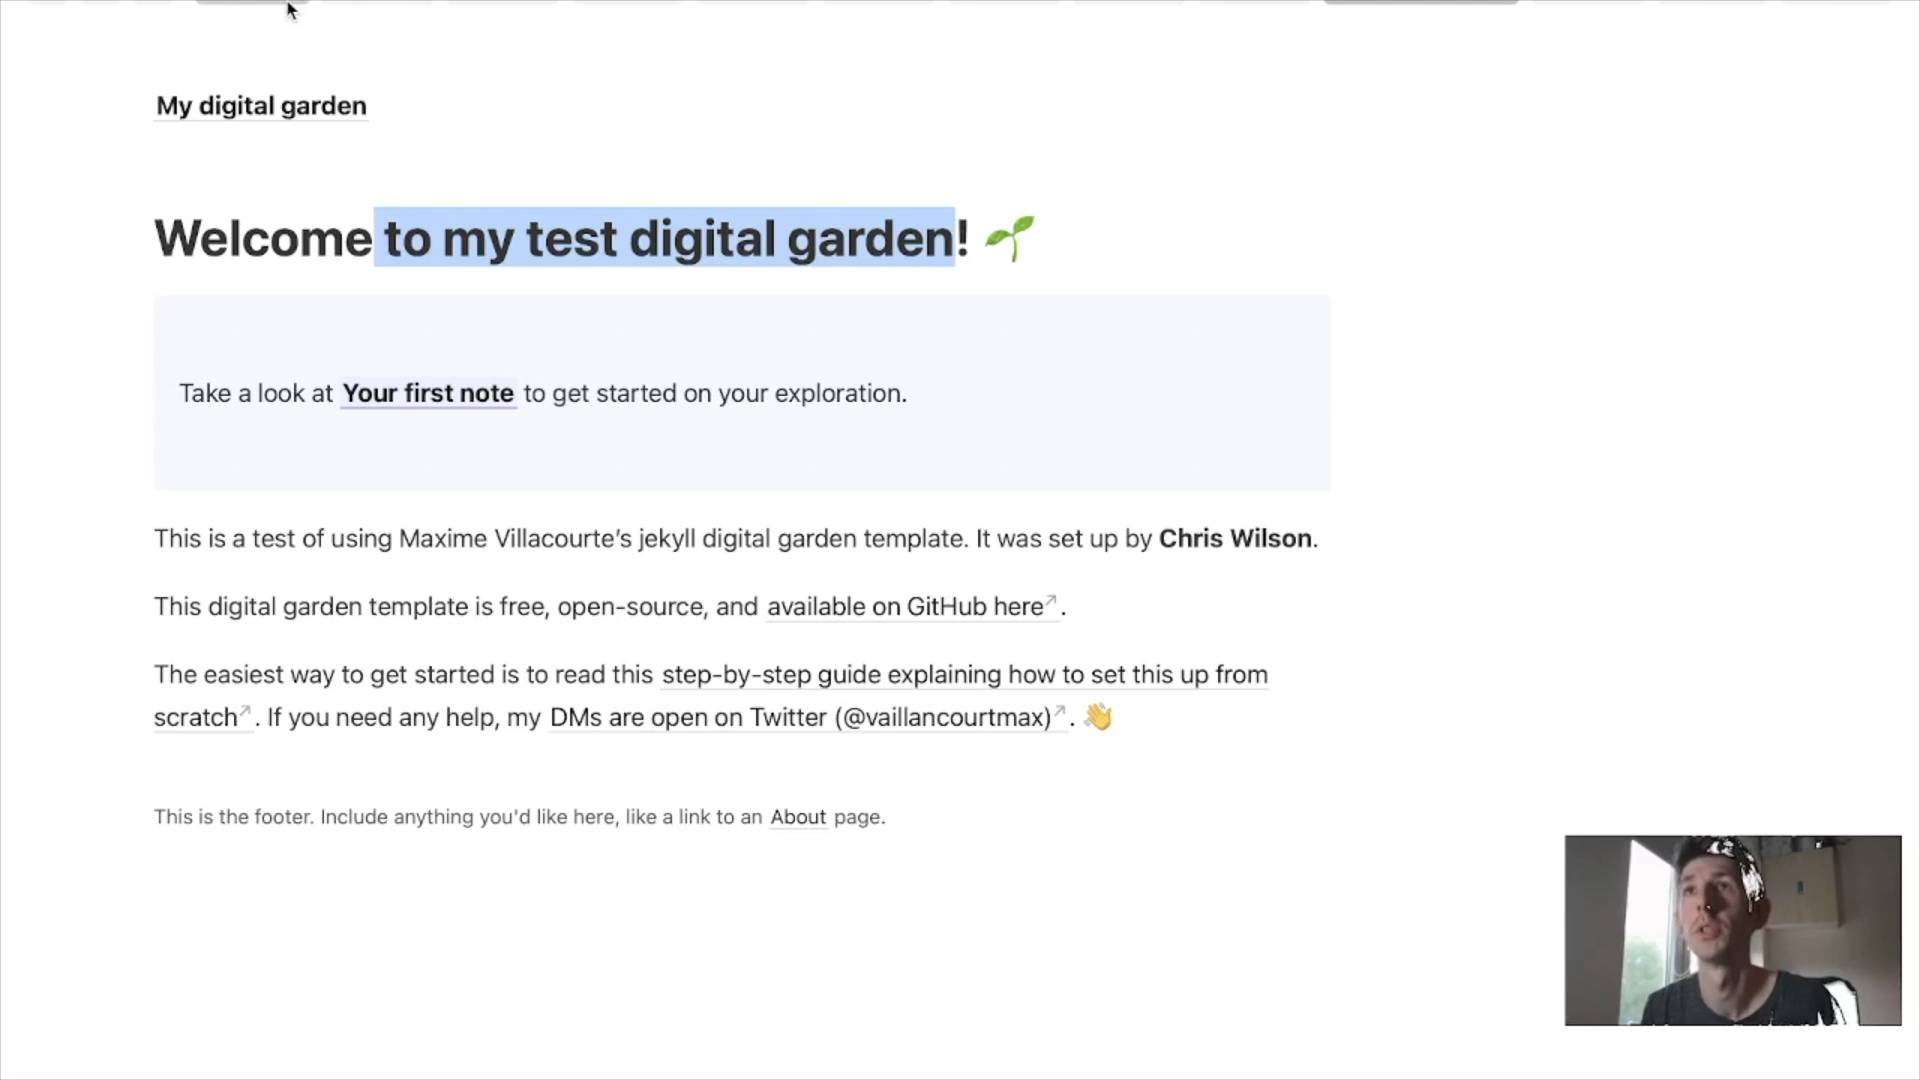 My digital garden
Welcome to my test digital garden! 🌱
Take a look at Your first note to get started on your exploration.
This is a test of using Maxime Villacourte’s jekyll digital garden template. It was set up by Chris Wilson.
This digital garden template is free, open-source, and available on GitHub here↗.
The easiest way to get started is to read this step-by-step guide explaining how to set this up from
scratch↗. If you need any help, my DMs are open on Twitter (@vaillancourtmax)↗. 👋
This is the footer. Include anything you'd like here, like a link to an About page.